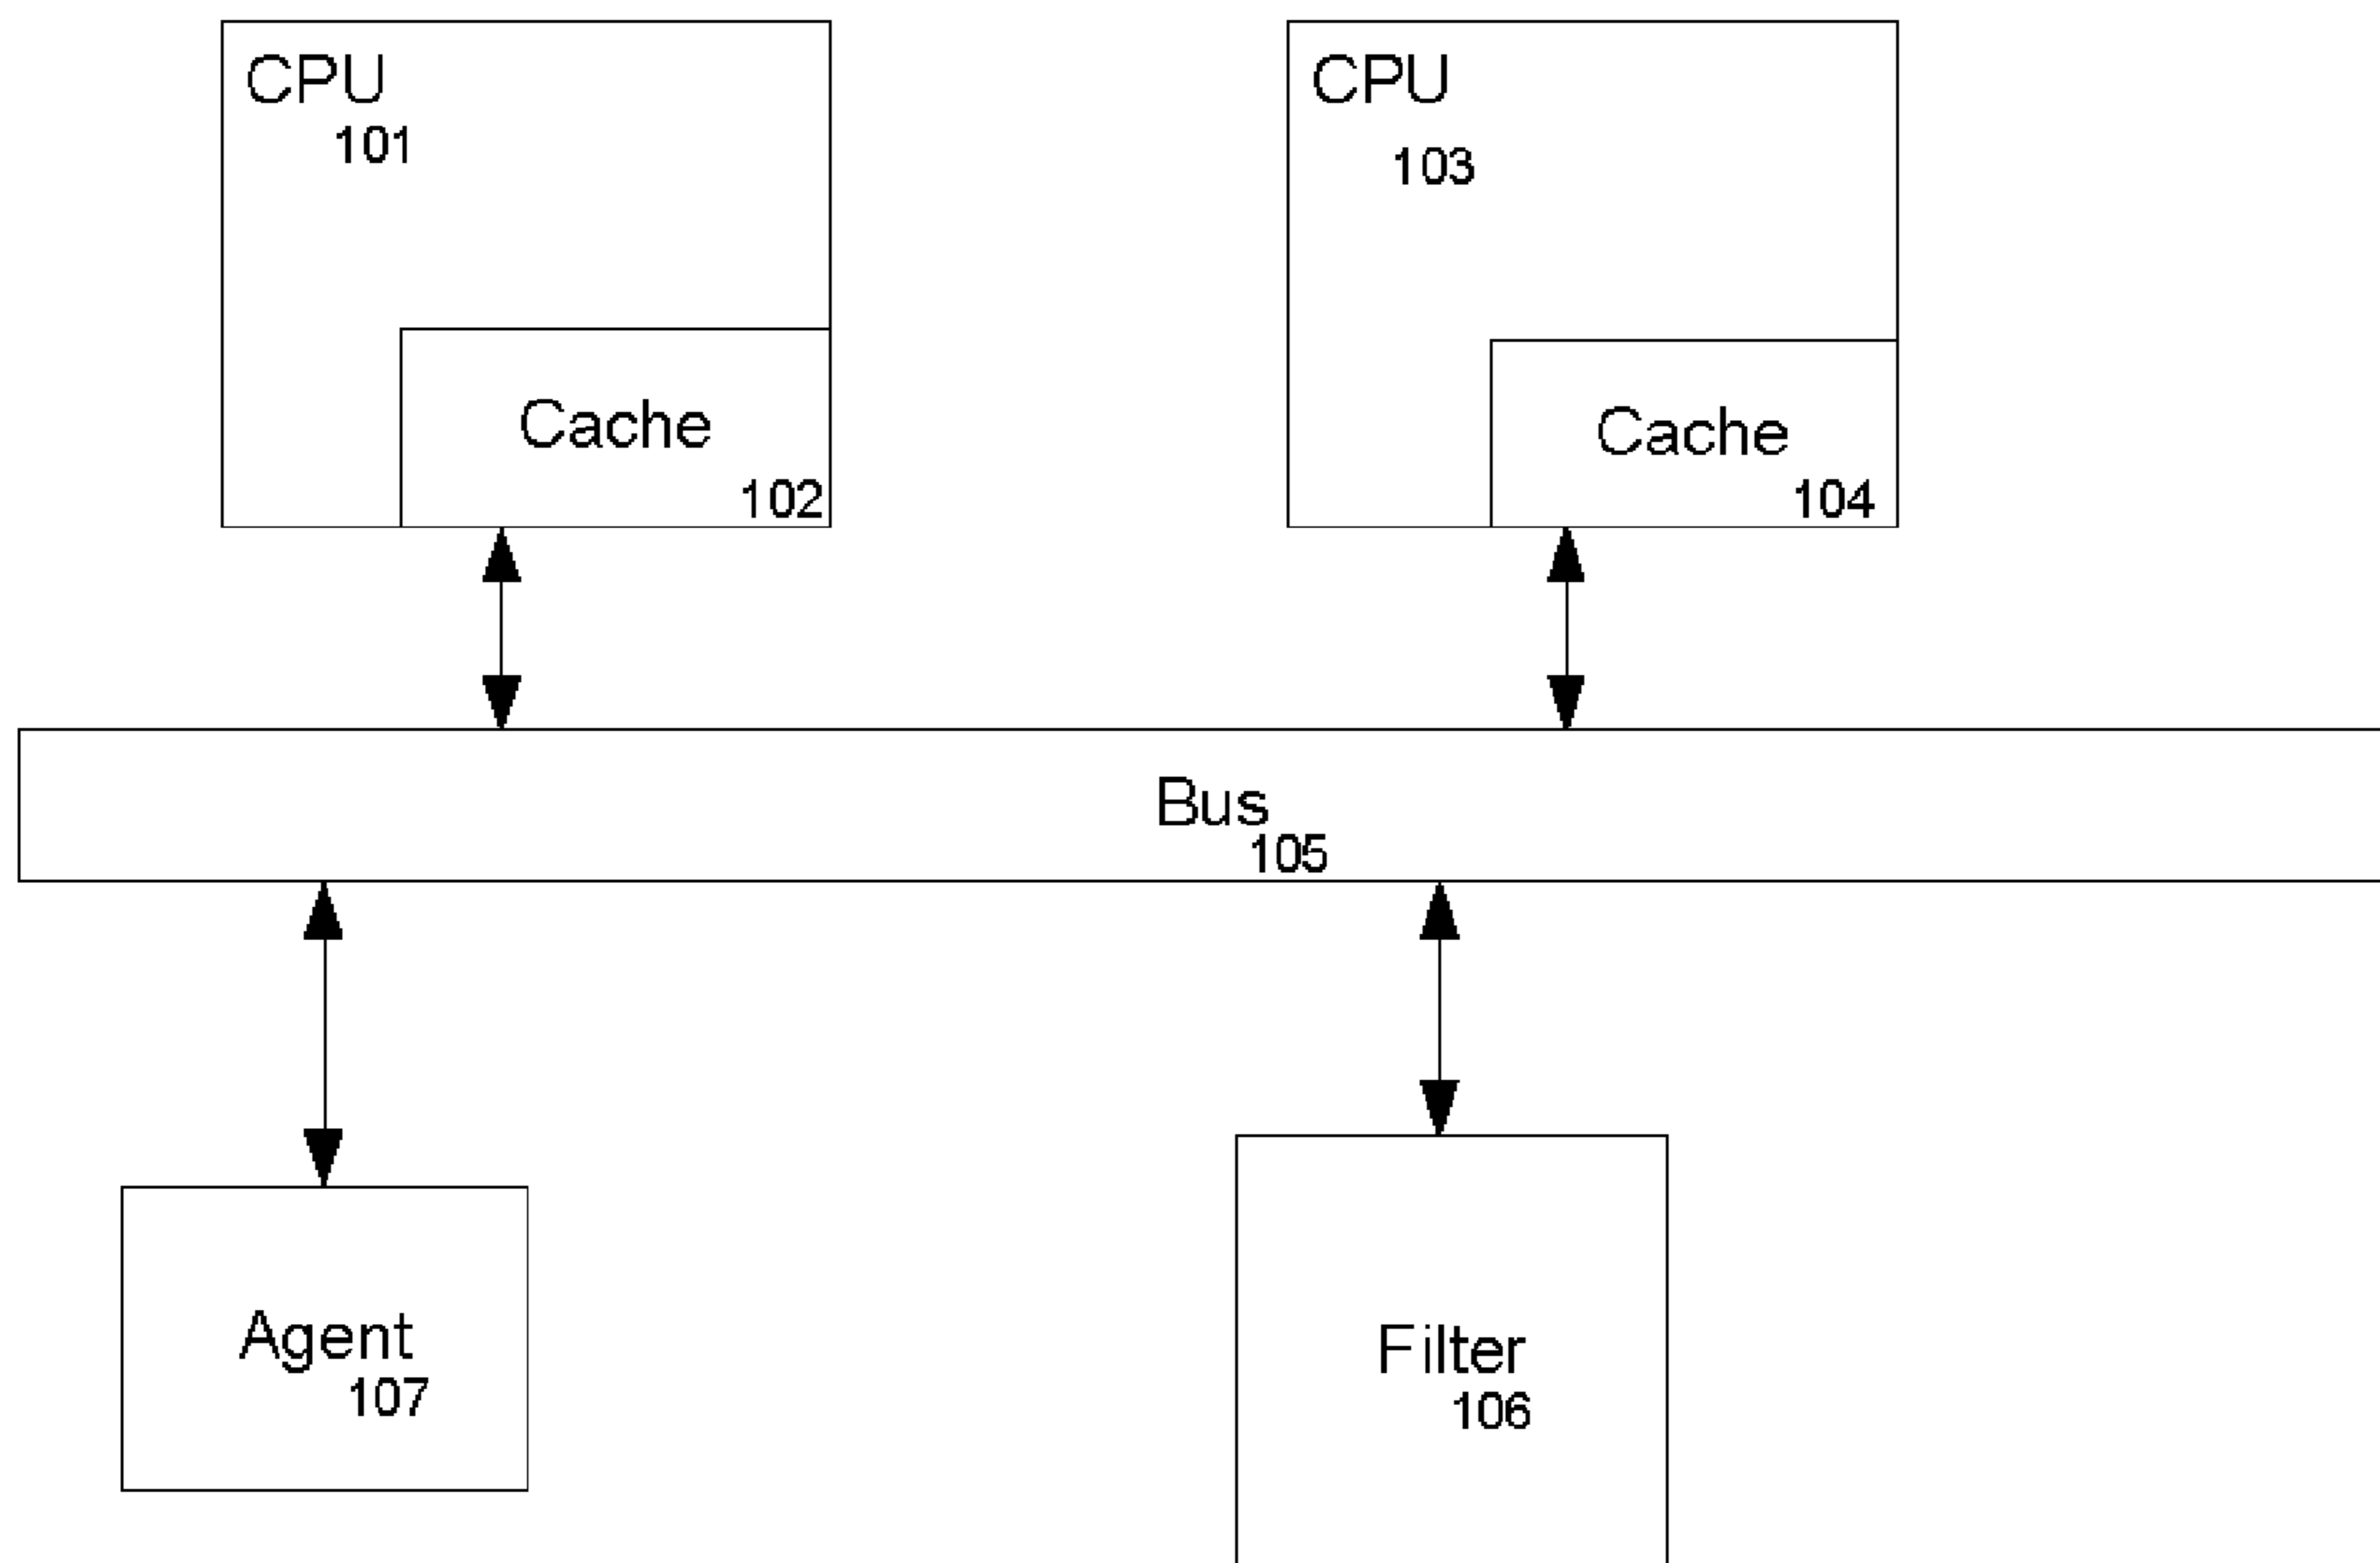 CPU
101
CPU
103
Cache
102
Cache
104
Bus
105
Agent
107
Filter
106